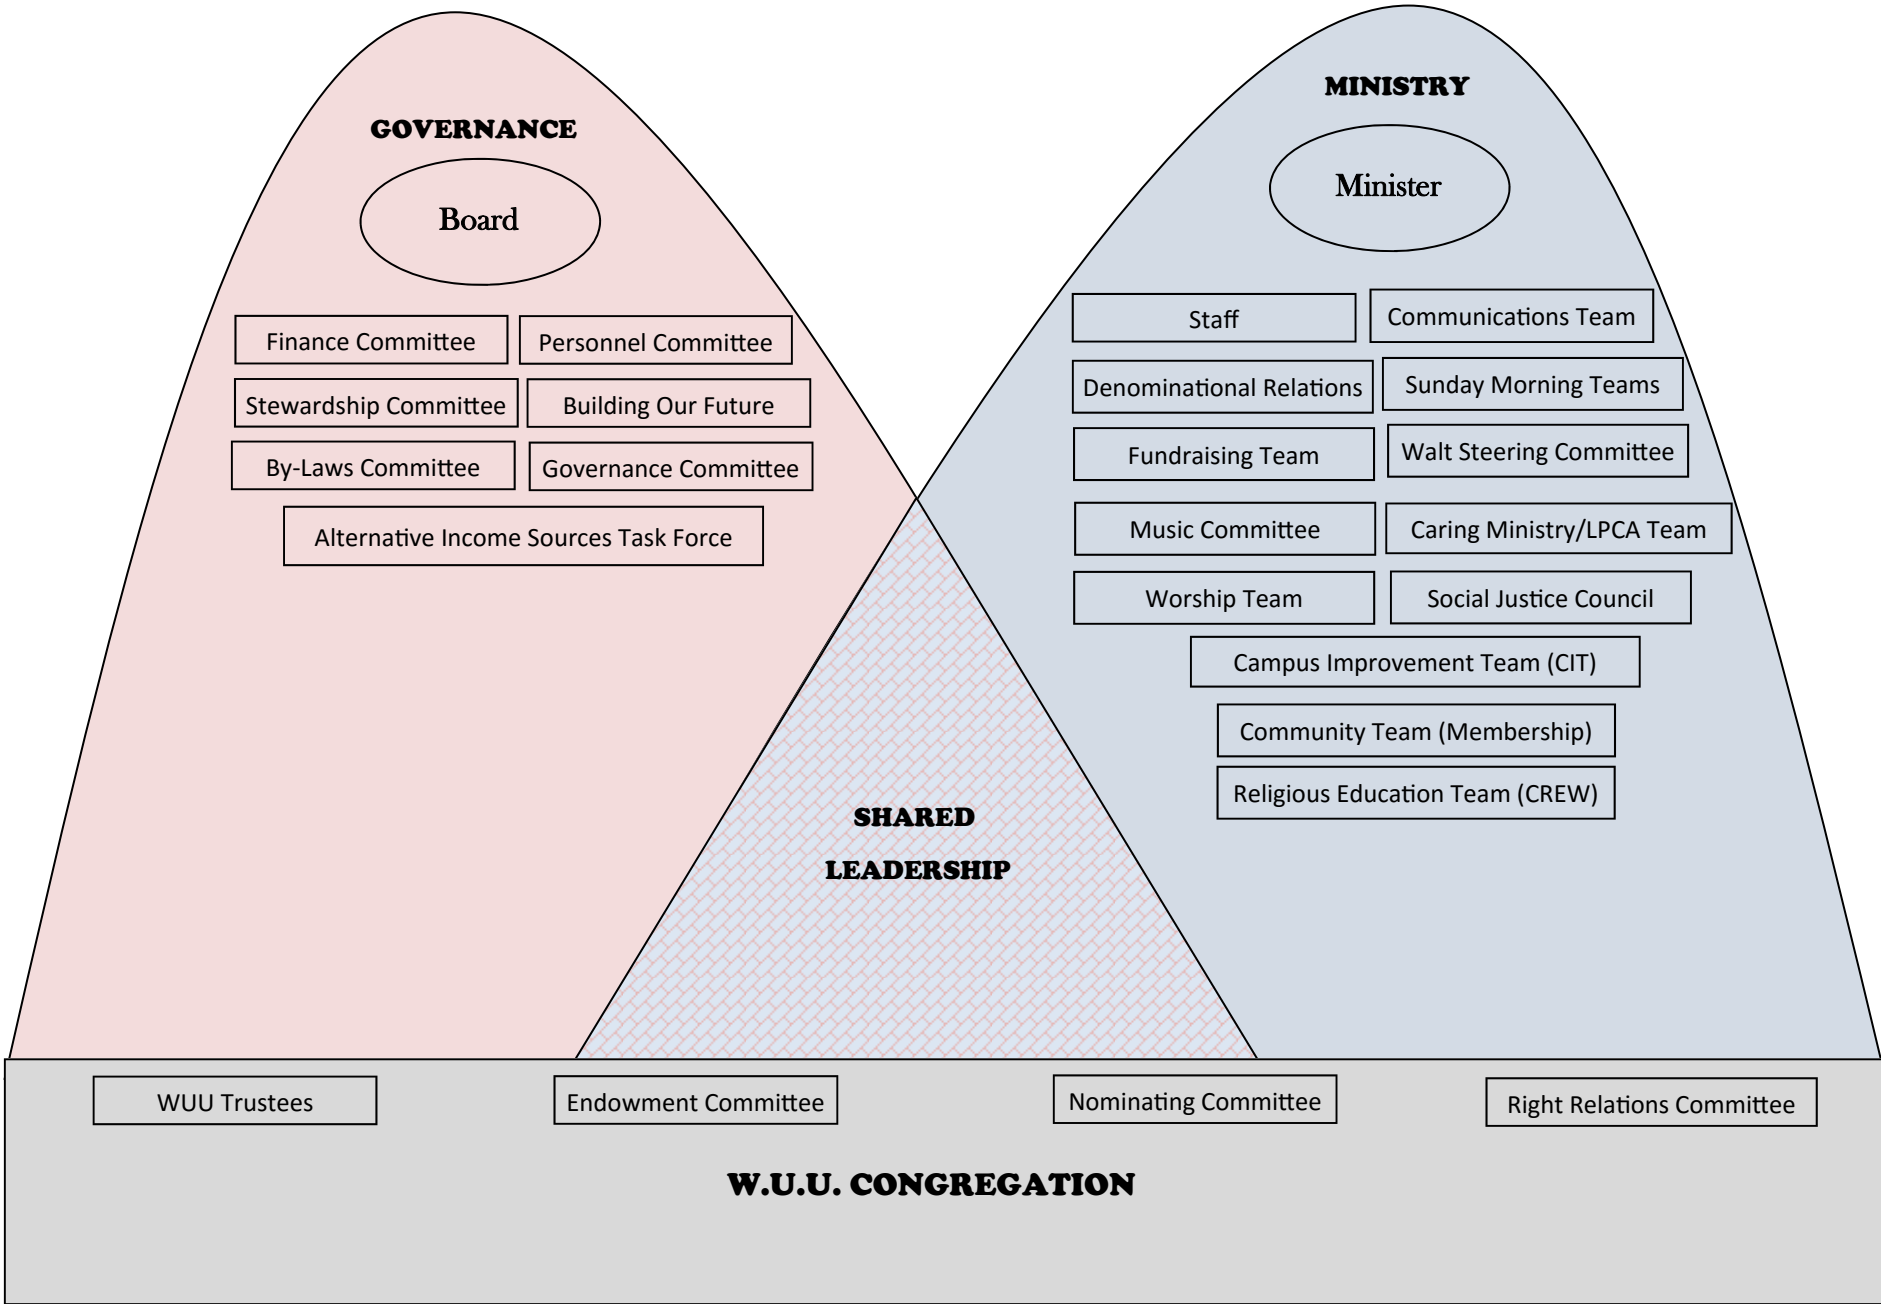 GOVERNANCE
Board
Finance Committee
Personnel Committee
Stewardship Committee
Building Our Future
By-Laws Committee
Governance Committee
Alternative Income Sources Task Force
MINISTRY
Minister
Staff
Communications Team
Denominational Relations
Sunday Morning Teams
Fundraising Team
Walt Steering Committee
Music Committee
Caring Ministry/LPCA Team
Worship Team
Social Justice Council
Campus Improvement Team (CIT)
Community Team (Membership)
Religious Education Team (CREW)
SHARED
LEADERSHIP
WUU Trustees
Endowment Committee
Nominating Committee
Right Relations Committee
W.U.U. CONGREGATION